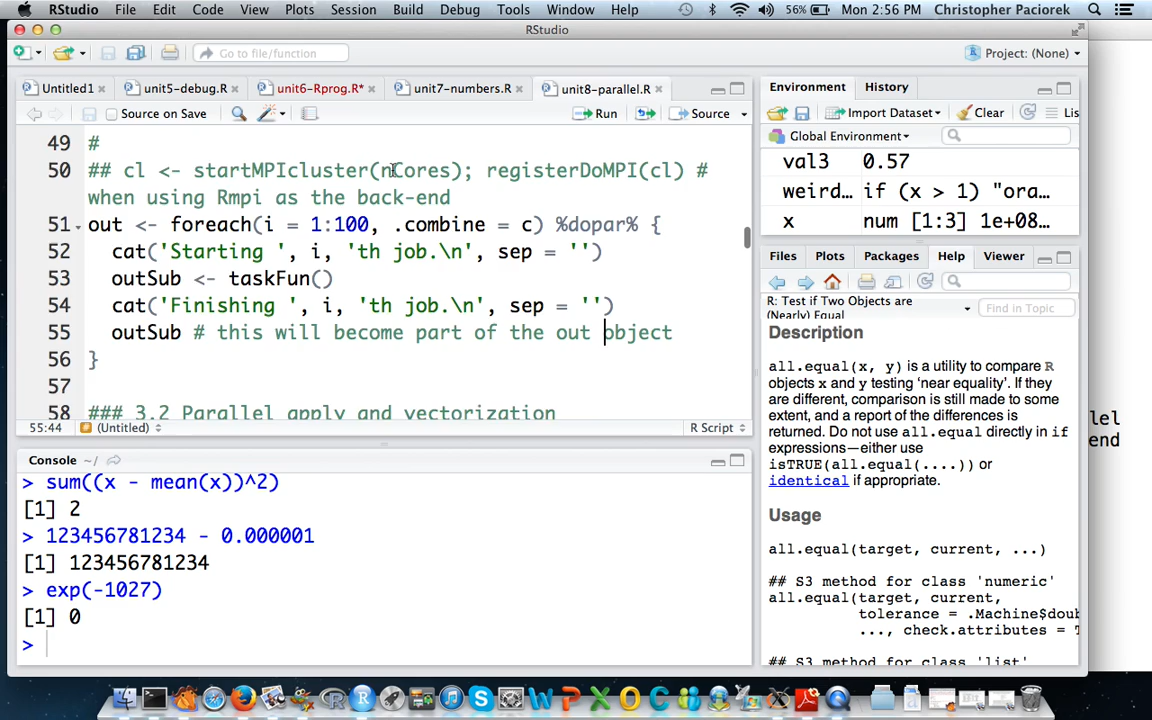 RStudio File Edit Code View Plots Session Build Debug Tools Window Help 56% Mon 2:56 PM Christopher Paciorek
RStudio
Go to file/function
Project: (None)
Untitled1
unit5-debug.R
unit6-Rprog.R*
unit7-numbers.R
unit8-parallel.R
Source on Save
Run
Source
49 #
50 ## cl <- startMPIcluster(nCores); registerDoMPI(cl) #
when using Rmpi as the back-end
51 out <- foreach(i = 1:100, .combine = c) %dopar% {
52 cat('Starting ', i, 'th job.\n', sep = '')
53 outSub <- taskFun()
54 cat('Finishing ', i, 'th job.\n', sep = '')
55 outSub # this will become part of the out object
56 }
57
58 ### 3.2 Parallel apply and vectorization
55:44 (Untitled) R Script
Console ~/
> sum((x - mean(x))^2)
[1] 2
> 123456781234 - 0.000001
[1] 123456781234
> exp(-1027)
[1] 0
>
Environment History
Import Dataset Clear Lis
Global Environment
val3 0.57
weird… if (x > 1) "ora…
x num [1:3] 1e+08…
Files Plots Packages Help Viewer
R: Test if Two Objects are
(Nearly) Equal
Find in Topic
Description
all.equal(x, y) is a utility to compare R
objects x and y testing ‘near equality’. If they
are different, comparison is still made to some
extent, and a report of the differences is
returned. Do not use all.equal directly in if
expressions—either use
isTRUE(all.equal(....)) or
identical if appropriate.
Usage
all.equal(target, current, ...)
## S3 method for class 'numeric'
all.equal(target, current,
tolerance = .Machine$doub
..., check.attributes = T
## S3 method for class 'list'
lel
end